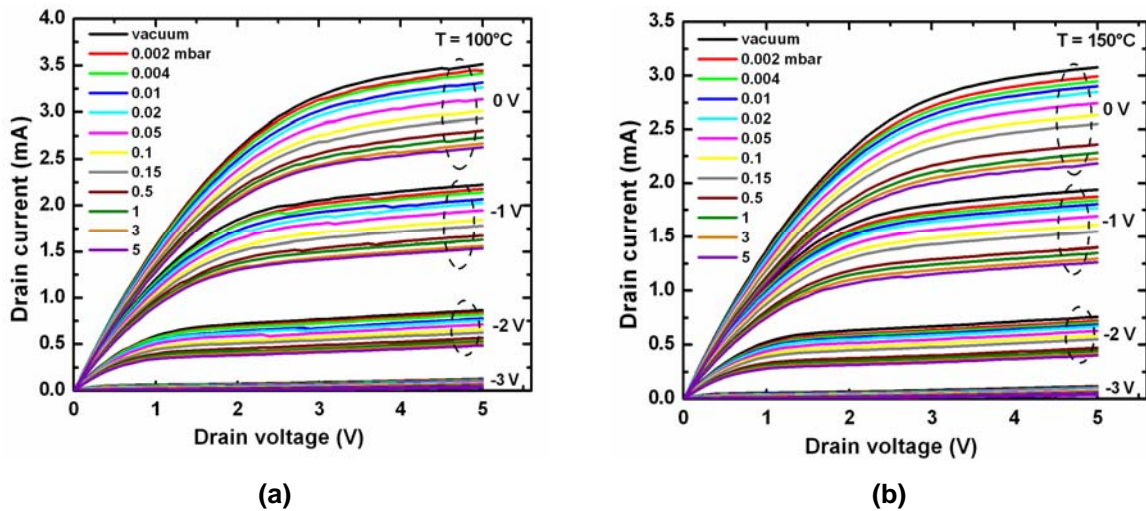 4.0
3.5
3.0
2.5
2.0
1.5
1.0
0.5
0.0
Drain current (mA)
vacuum
0.002 mbar
0.004
0.01
0.02
0.05
0.1
0.15
0.5
1
3
5
T = 100°C
0 V
-1 V
-2 V
-3 V
0 1 2 3 4 5
Drain voltage (V)
(a)
3.5
3.0
2.5
2.0
1.5
1.0
0.5
0.0
Drain current (mA)
vacuum
0.002 mbar
0.004
0.01
0.02
0.05
0.1
0.15
0.5
1
3
5
T = 150°C
0 V
-1 V
-2 V
-3 V
0 1 2 3 4 5
Drain voltage (V)
(b)